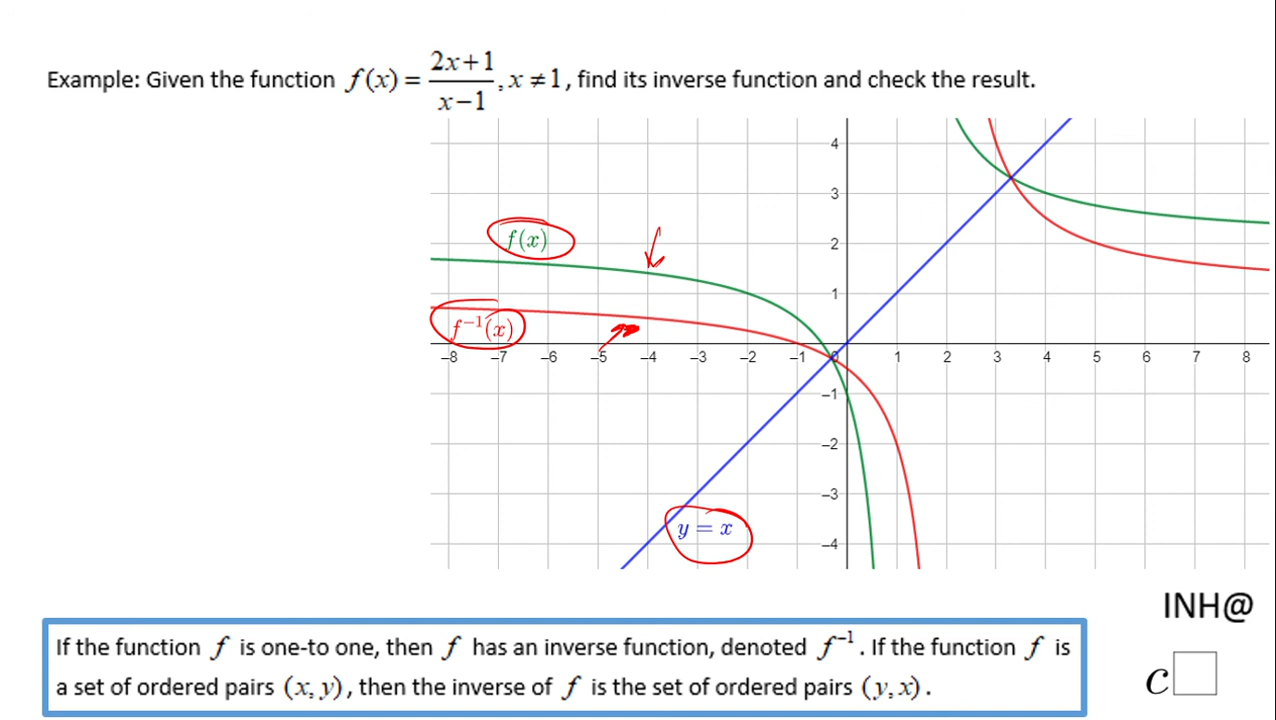 Example: Given the function f(x) = (2x+1)/(x−1), x ≠ 1, find its inverse function and check the result.
4
3
f(x)
2
1
f⁻¹(x)
−8 −7 −6 −5 −4 −3 −2 −1 0 1 2 3 4 5 6 7 8
−1
−2
−3
y = x
−4
INH@
If the function f is one-to one, then f has an inverse function, denoted f⁻¹. If the function f is
a set of ordered pairs (x, y), then the inverse of f is the set of ordered pairs (y, x).
c